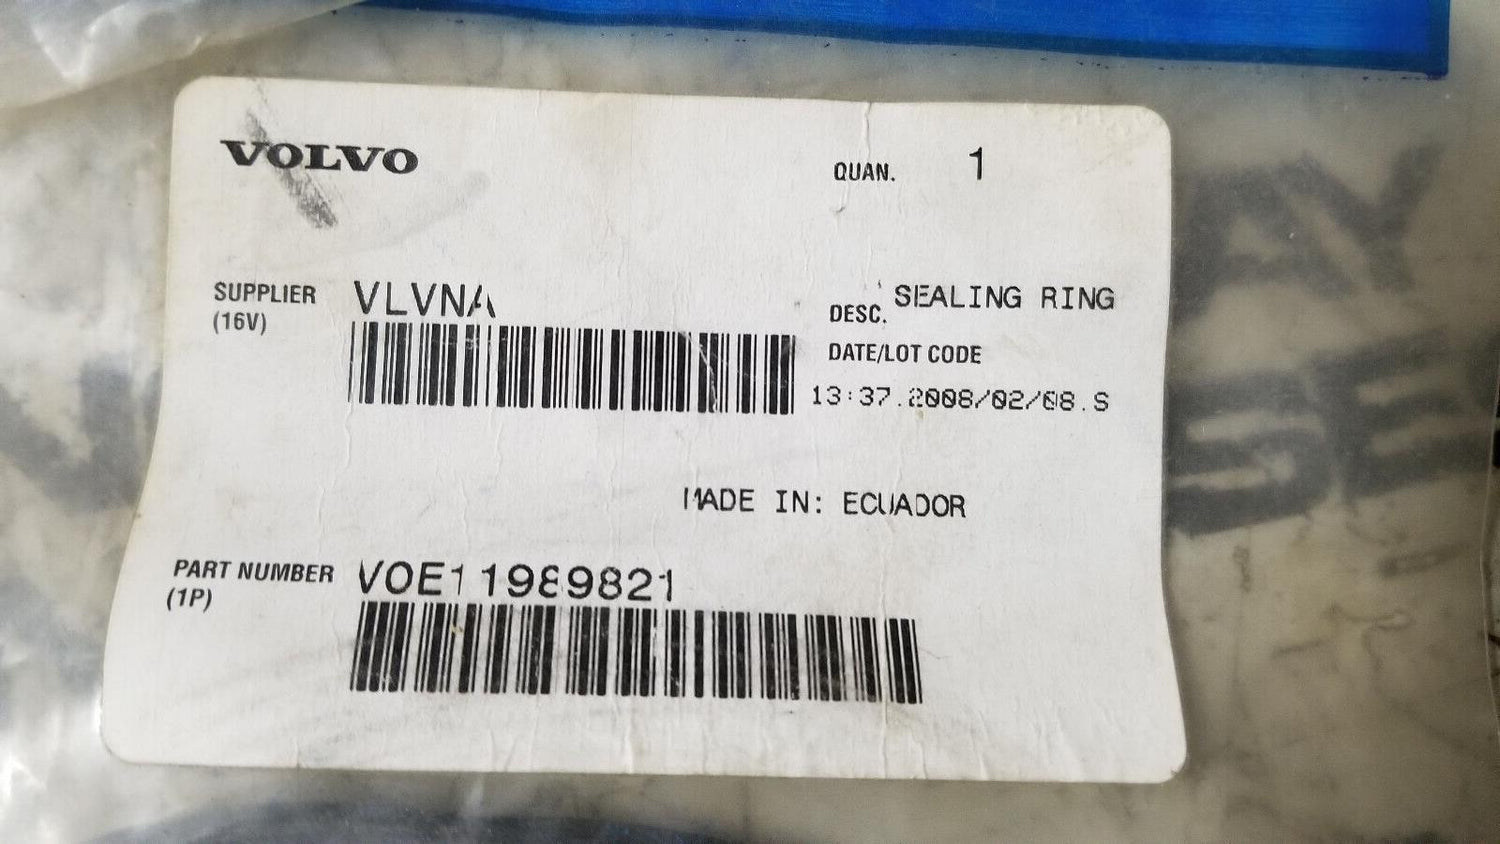 VOLVO
QUAN. 1
SUPPLIER VLVNA
(16V)
DESC. SEALING RING
DATE/LOT CODE
13:37.2008/02/08.S
MADE IN: ECUADOR
PART NUMBER VOE11989821
(1P)